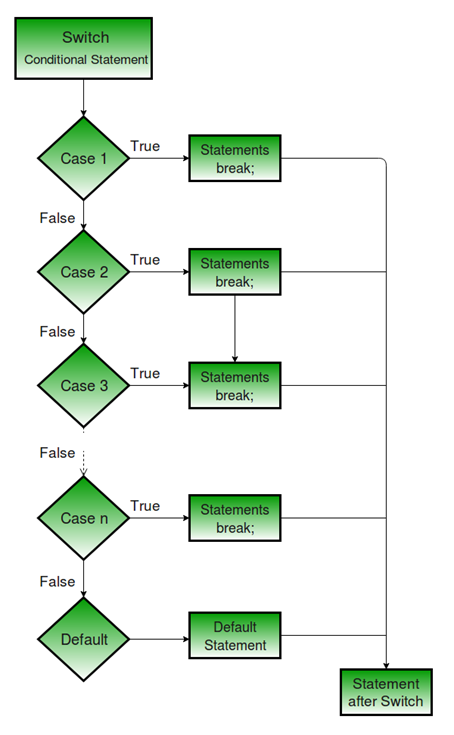 Switch
Conditional Statement
True
Case 1
Statements
break;
False
True
Case 2
Statements
break;
False
True
Case 3
Statements
break;
False
True
Case n
Statements
break;
False
Default
Default
Statement
Statement
after Switch